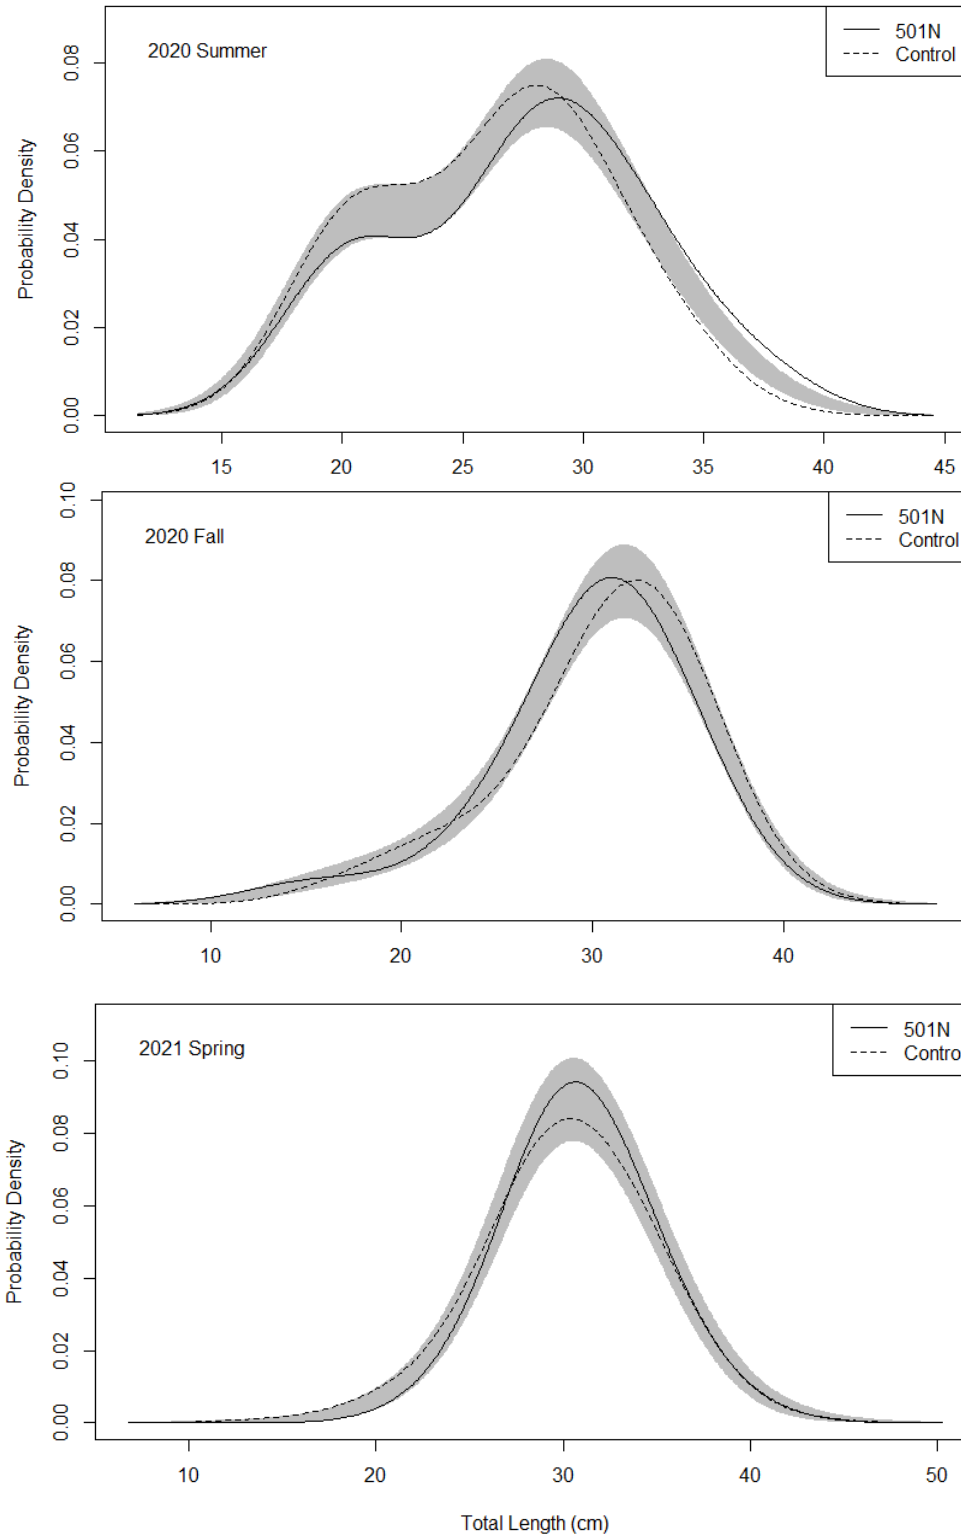 2020 Summer
501N
Control
Probability Density
0.00 0.02 0.04 0.06 0.08
15 20 25 30 35 40 45
2020 Fall
501N
Control
Probability Density
0.00 0.02 0.04 0.06 0.08 0.10
10 20 30 40
2021 Spring
501N
Contro
Probability Density
0.00 0.02 0.04 0.06 0.08 0.10
10 20 30 40 50
Total Length (cm)